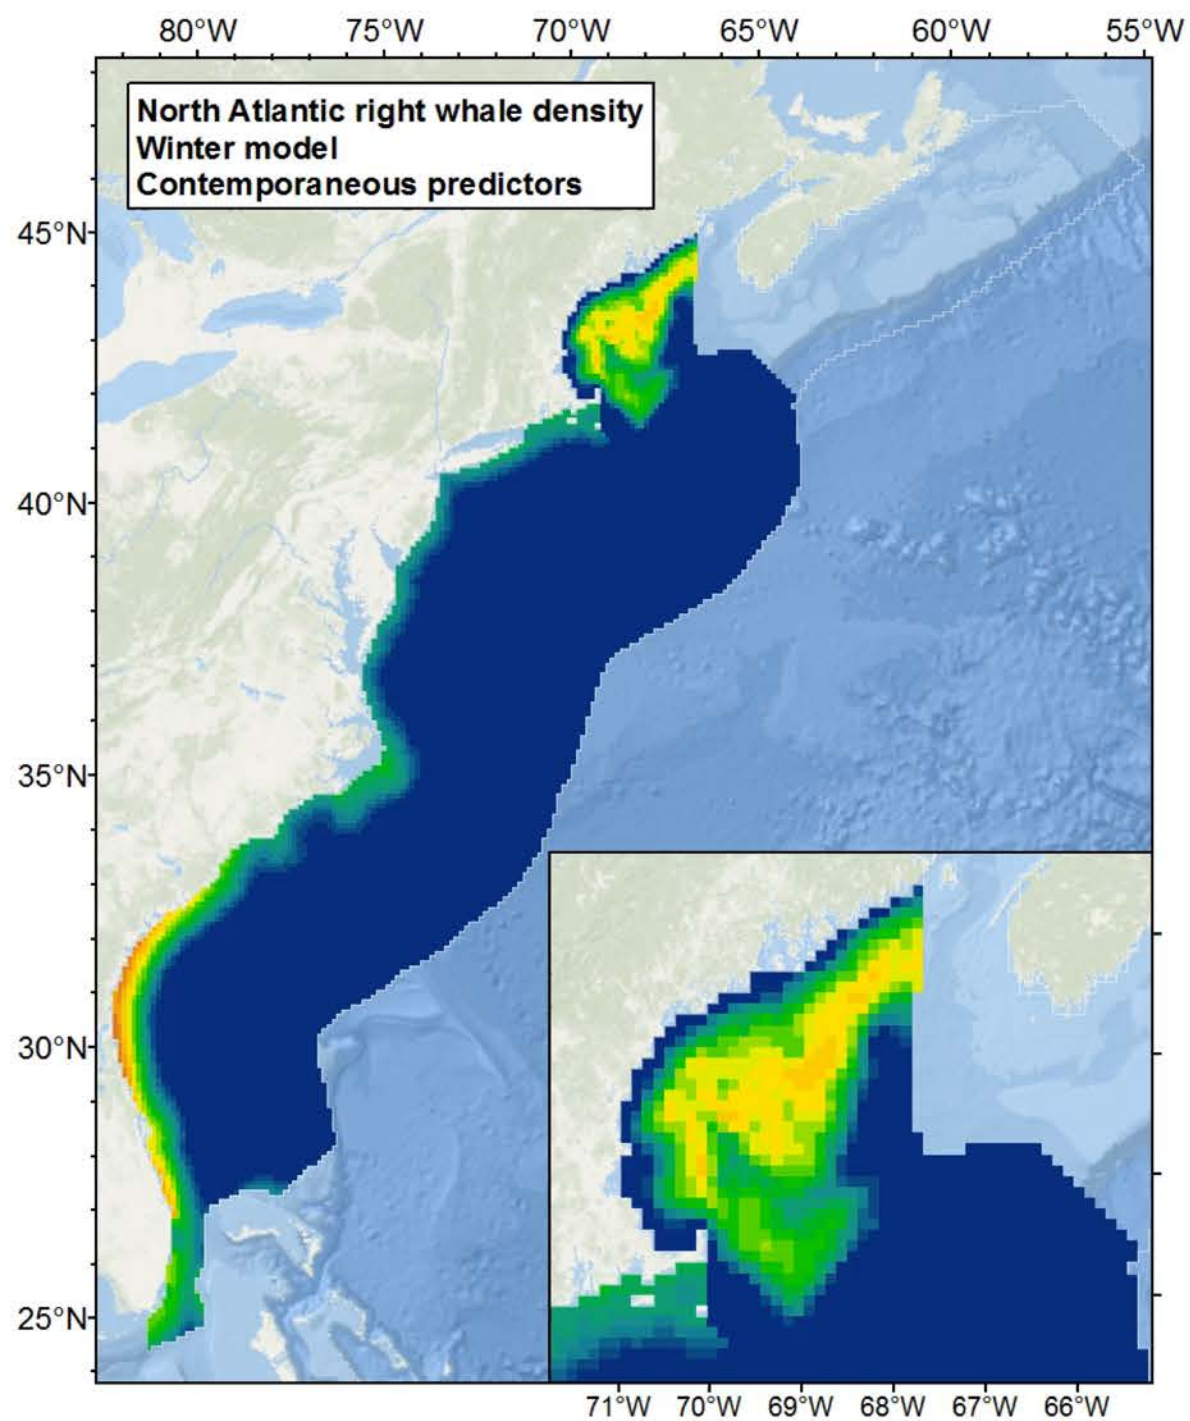 80°W 75°W 70°W 65°W 60°W 55°W
North Atlantic right whale density
Winter model
Contemporaneous predictors
45°N
40°N
35°N
30°N
25°N
71°W 70°W 69°W 68°W 67°W 66°W